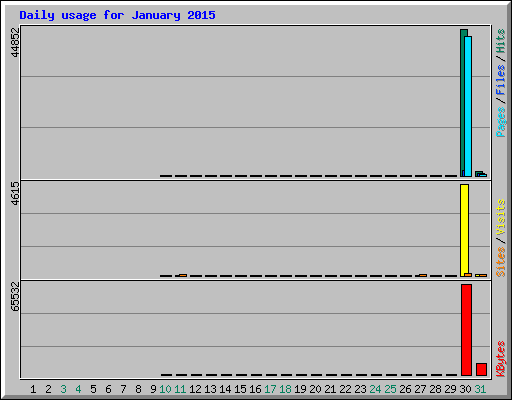 Daily usage for January 2015
44852
Pages / Files / Hits
4615
Sites / Visits
65532
KBytes
1 2 3 4 5 6 7 8 9 10 11 12 13 14 15 16 17 18 19 20 21 22 23 24 25 26 27 28 29 30 31